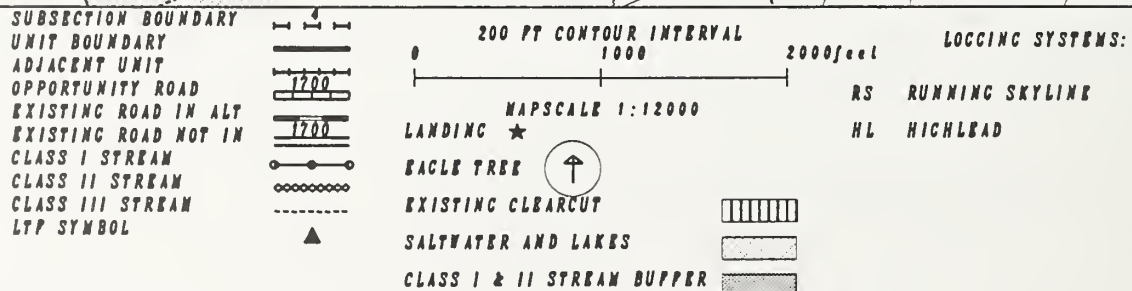 SUBSECTION BOUNDARY 4
UNIT BOUNDARY
ADJACENT UNIT
OPPORTUNITY ROAD 1700
EXISTING ROAD IN ALT
EXISTING ROAD NOT IN 1700
CLASS I STREAM
CLASS II STREAM
CLASS III STREAM
LTP SYMBOL
200 FT CONTOUR INTERVAL
0 1000 2000feet
MAPSCALE 1:12000
LANDING
EAGLE TREE
EXISTING CLEARCUT
SALTWATER AND LAKES
CLASS I & II STREAM BUFFER
LOGGING SYSTEMS:
RS RUNNING SKYLINE
HL HIGHLEAD